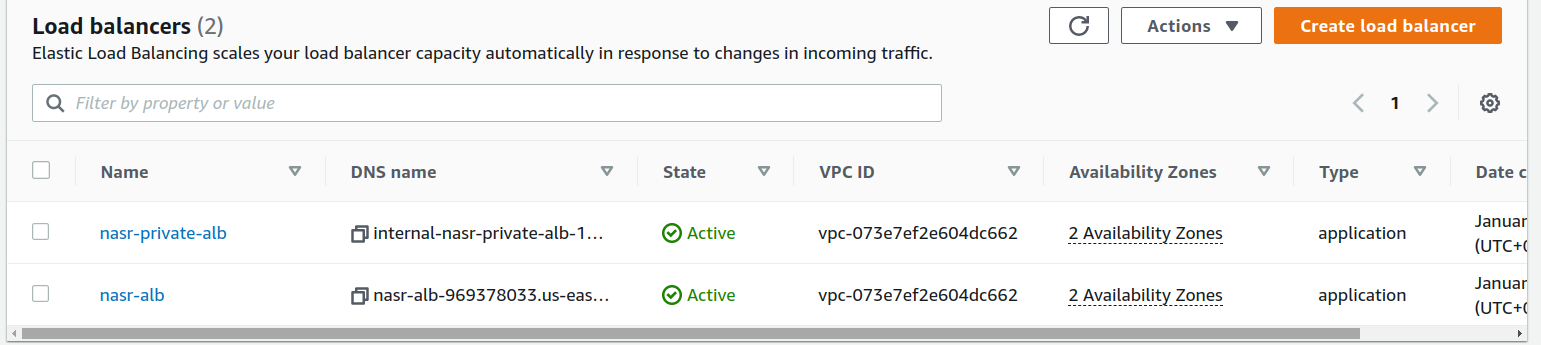 Load balancers (2)
Actions
Create load balancer
Elastic Load Balancing scales your load balancer capacity automatically in response to changes in incoming traffic.
Filter by property or value
1
Name DNS name State VPC ID Availability Zones Type Date c
nasr-private-alb internal-nasr-private-alb-1... Active vpc-073e7ef2e604dc662 2 Availability Zones application Januar
(UTC+0
nasr-alb nasr-alb-969378033.us-eas... Active vpc-073e7ef2e604dc662 2 Availability Zones application Januar
(UTC+0